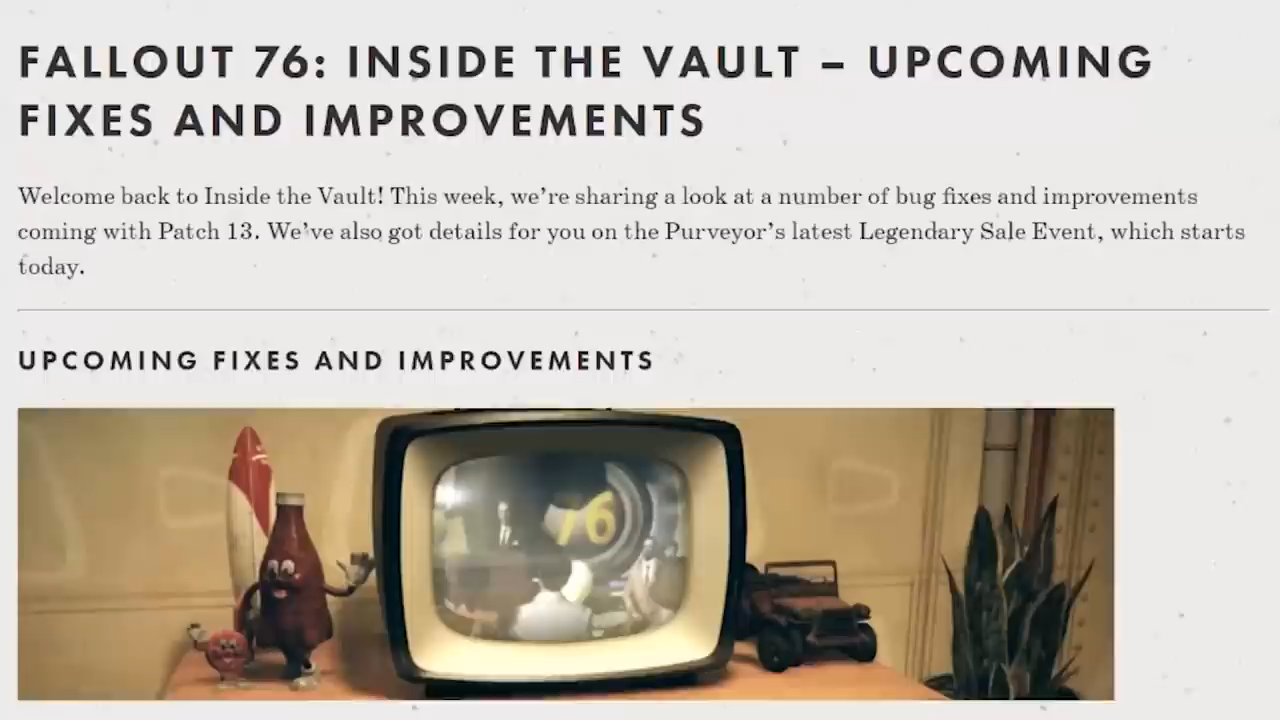 FALLOUT 76: INSIDE THE VAULT – UPCOMING
FIXES AND IMPROVEMENTS
Welcome back to Inside the Vault! This week, we’re sharing a look at a number of bug fixes and improvements
coming with Patch 13. We’ve also got details for you on the Purveyor’s latest Legendary Sale Event, which starts
today.
UPCOMING FIXES AND IMPROVEMENTS
76